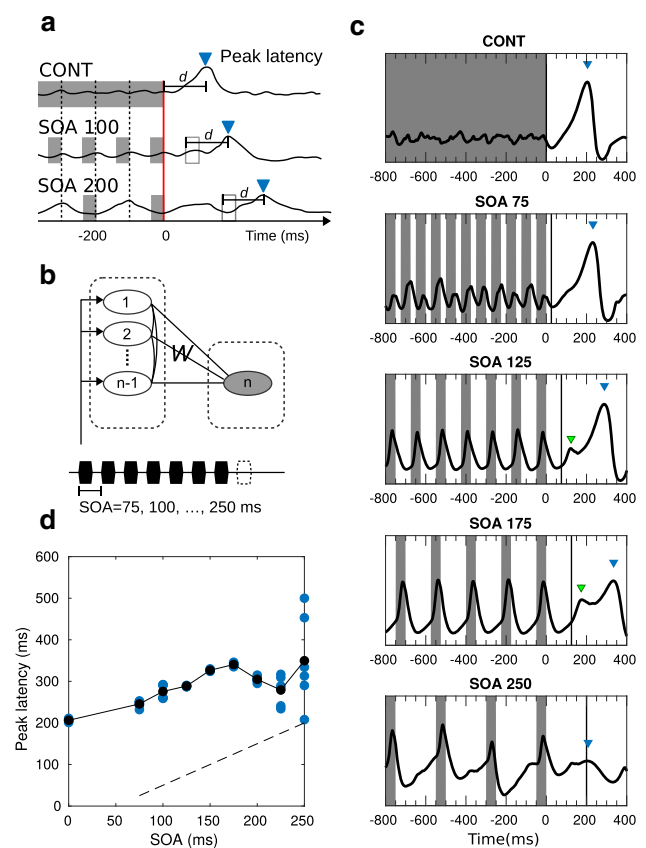 a
Peak latency
CONT
d
SOA 100
d
SOA 200
d
-200
0
Time (ms)
b
1
2
n-1
W
n
SOA=75, 100, ..., 250 ms
c
CONT
-800 -600 -400 -200 0 200 400
SOA 75
-800 -600 -400 -200 0 200 400
SOA 125
-800 -600 -400 -200 0 200 400
SOA 175
-800 -600 -400 -200 0 200 400
SOA 250
-800 -600 -400 -200 0 200 400
Time(ms)
d
Peak latency (ms)
600
500
400
300
200
100
0
0 50 100 150 200 250
SOA (ms)